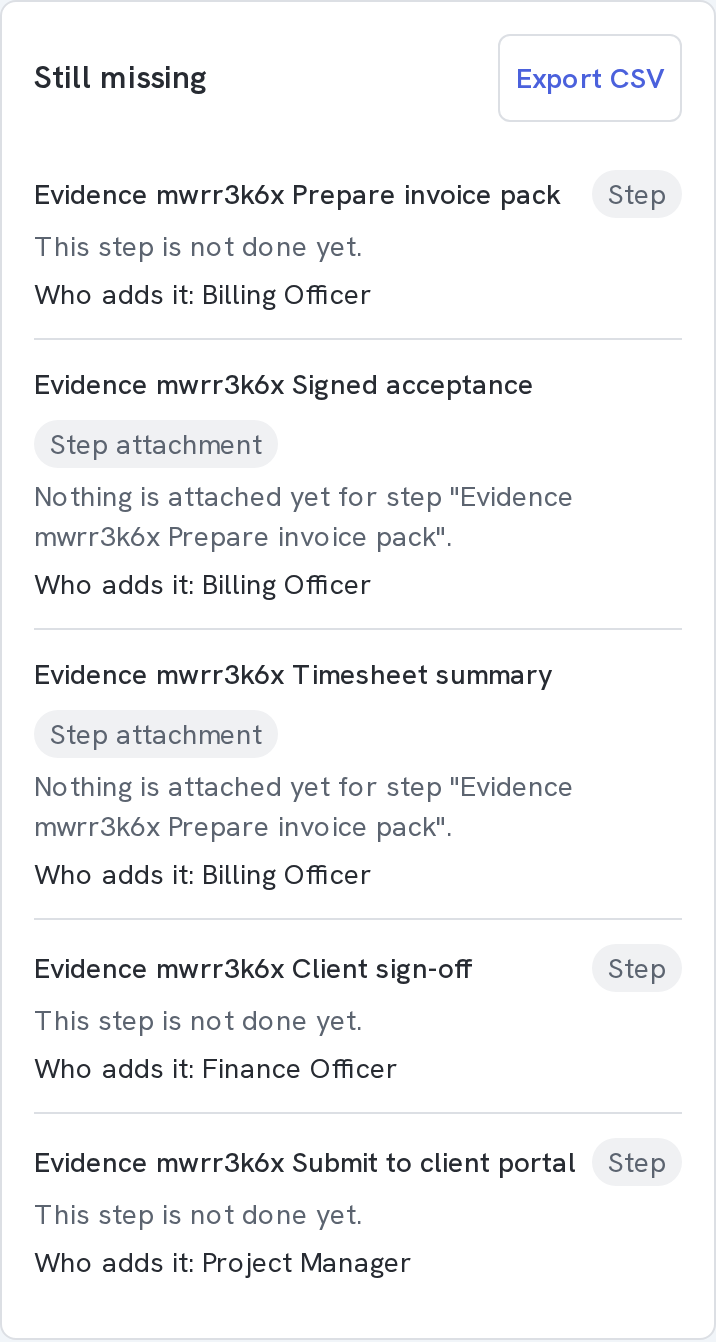 Still missing
Export CSV
Evidence mwrr3k6x Prepare invoice pack
Step
This step is not done yet.
Who adds it: Billing Officer
Evidence mwrr3k6x Signed acceptance
Step attachment
Nothing is attached yet for step "Evidence
mwrr3k6x Prepare invoice pack".
Who adds it: Billing Officer
Evidence mwrr3k6x Timesheet summary
Step attachment
Nothing is attached yet for step "Evidence
mwrr3k6x Prepare invoice pack".
Who adds it: Billing Officer
Evidence mwrr3k6x Client sign-off
Step
This step is not done yet.
Who adds it: Finance Officer
Evidence mwrr3k6x Submit to client portal
Step
This step is not done yet.
Who adds it: Project Manager